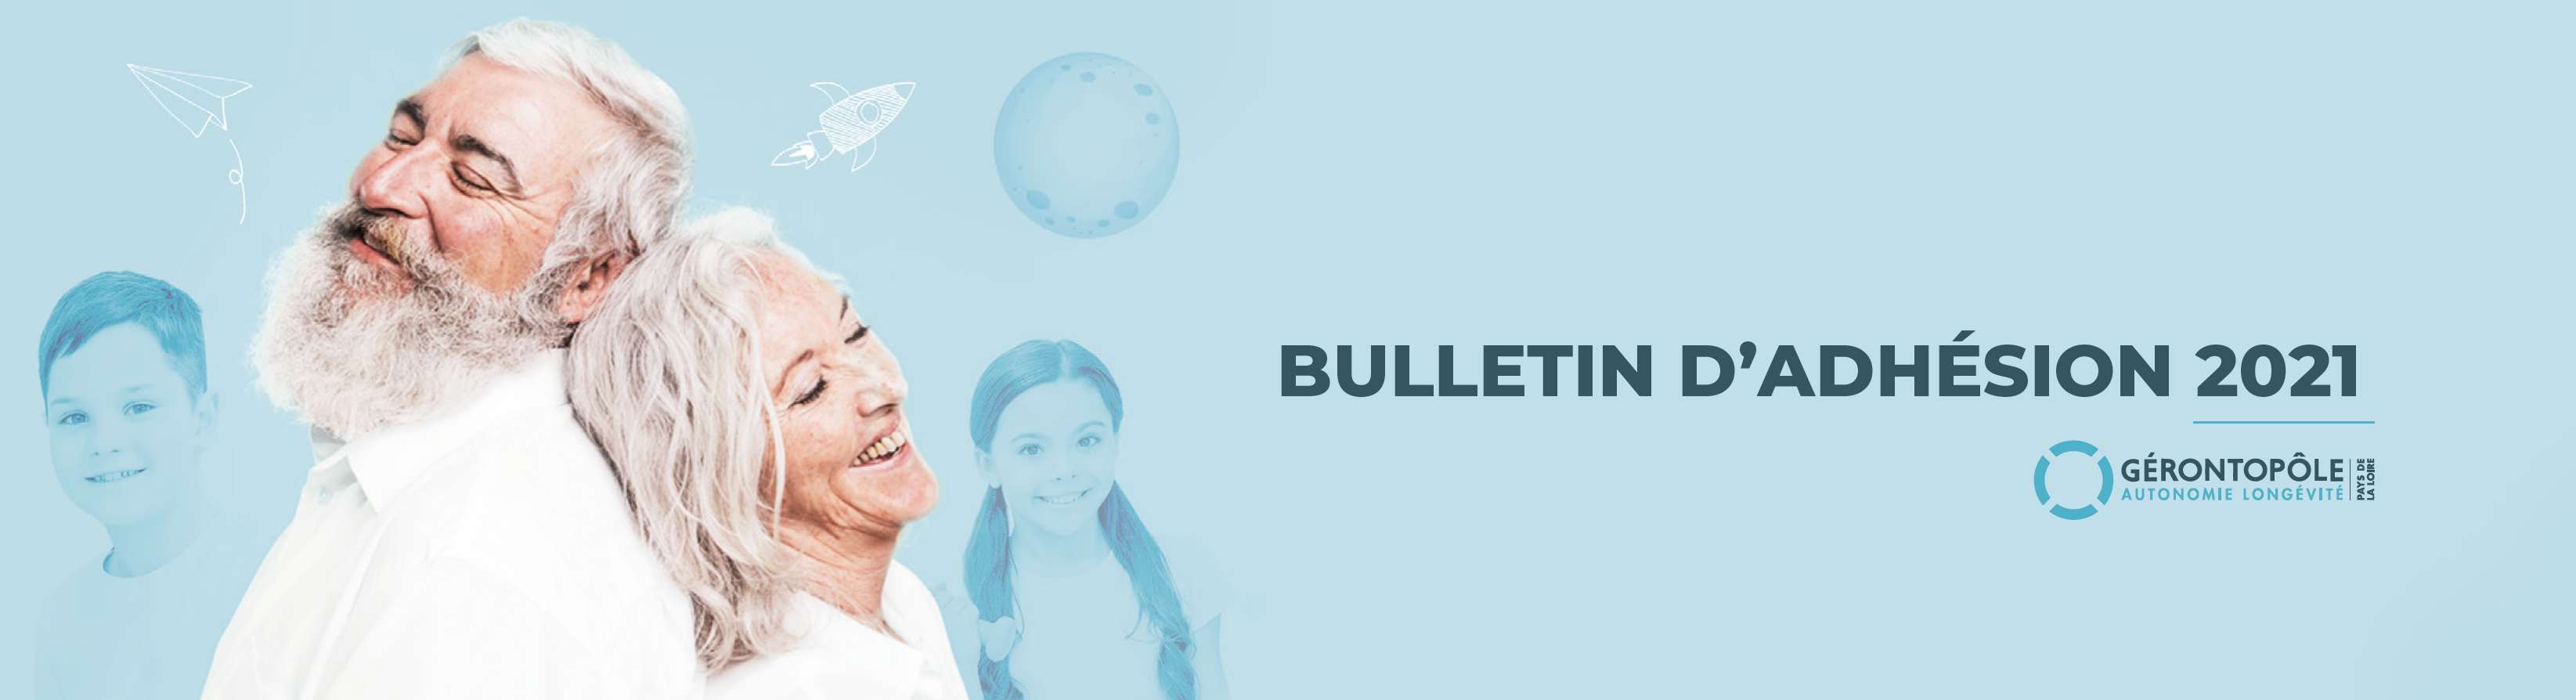 BULLETIN D’ADHÉSION 2021
GÉRONTOPÔLE
AUTONOMIE LONGÉVITÉ
PAYS DE
LA LOIRE